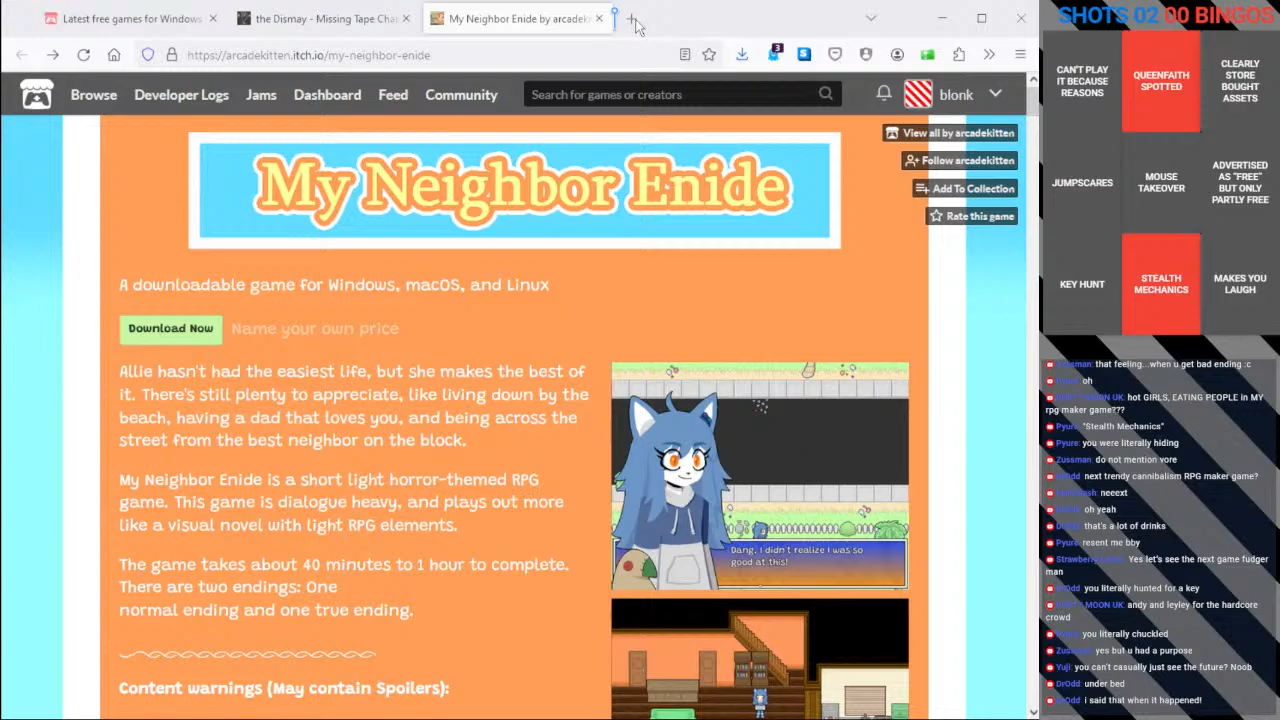 Latest free games for Windows
the Dismay - Missing Tape Cha
My Neighbor Enide by arcadek
https://arcadekitten.itch.io/my-neighbor-enide
3
Browse
Developer Logs
Jams
Dashboard
Feed
Community
Search for games or creators
blonk
View all by arcadekitten
Follow arcadekitten
Add To Collection
Rate this game
My Neighbor Enide
A downloadable game for Windows, macOS, and Linux
Download Now
Name your own price
Allie hasn't had the easiest life, but she makes the best of
it. There's still plenty to appreciate, like living down by the
beach, having a dad that loves you, and being across the
street from the best neighbor on the block.
My Neighbor Enide is a short light horror-themed RPG
game. This game is dialogue heavy, and plays out more
like a visual novel with light RPG elements.
The game takes about 40 minutes to 1 hour to complete.
There are two endings: One
normal ending and one true ending.
Content warnings (May contain Spoilers):
Dang, I didn't realize I was so
good at this!
SHOTS 02 00 BINGOS
CAN'T PLAY
IT BECAUSE
REASONS
QUEENFAITH
SPOTTED
CLEARLY
STORE
BOUGHT
ASSETS
JUMPSCARES
MOUSE
TAKEOVER
ADVERTISED
AS "FREE"
BUT ONLY
PARTLY FREE
KEY HUNT
STEALTH
MECHANICS
MAKES YOU
LAUGH
Zussman: that feeling...when u get bad ending :c
oh
MOON UK: hot GIRLS, EATING PEOPLE in MY
rpg maker game???
Pyure: "Stealth Mechanics"
Pyure: you were literally hiding
Zussman: do not mention vore
DrOdd next trendy cannibalism RPG maker game?
neeext
oh yeah
that's a lot of drinks
Pyure: resent me bby
Strawberry Yes let's see the next game fudger
man
DrOdd you literally hunted for a key
MOON UK: andy and leyley for the hardcore
crowd
you literally chuckled
Zussman: yes but u had a purpose
Yuji: you can't casually just see the future? Noob
DrOdd under bed
DrOdd i said that when it happened!